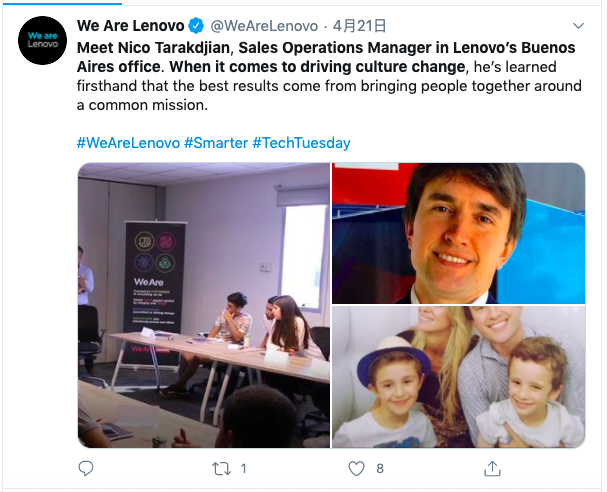 We are
Lenovo
We Are Lenovo @WeAreLenovo · 4月21日
Meet Nico Tarakdjian, Sales Operations Manager in Lenovo's Buenos
Aires office. When it comes to driving culture change, he's learned
firsthand that the best results come from bringing people together around
a common mission.
#WeAreLenovo #Smarter #TechTuesday
We Are
1
8